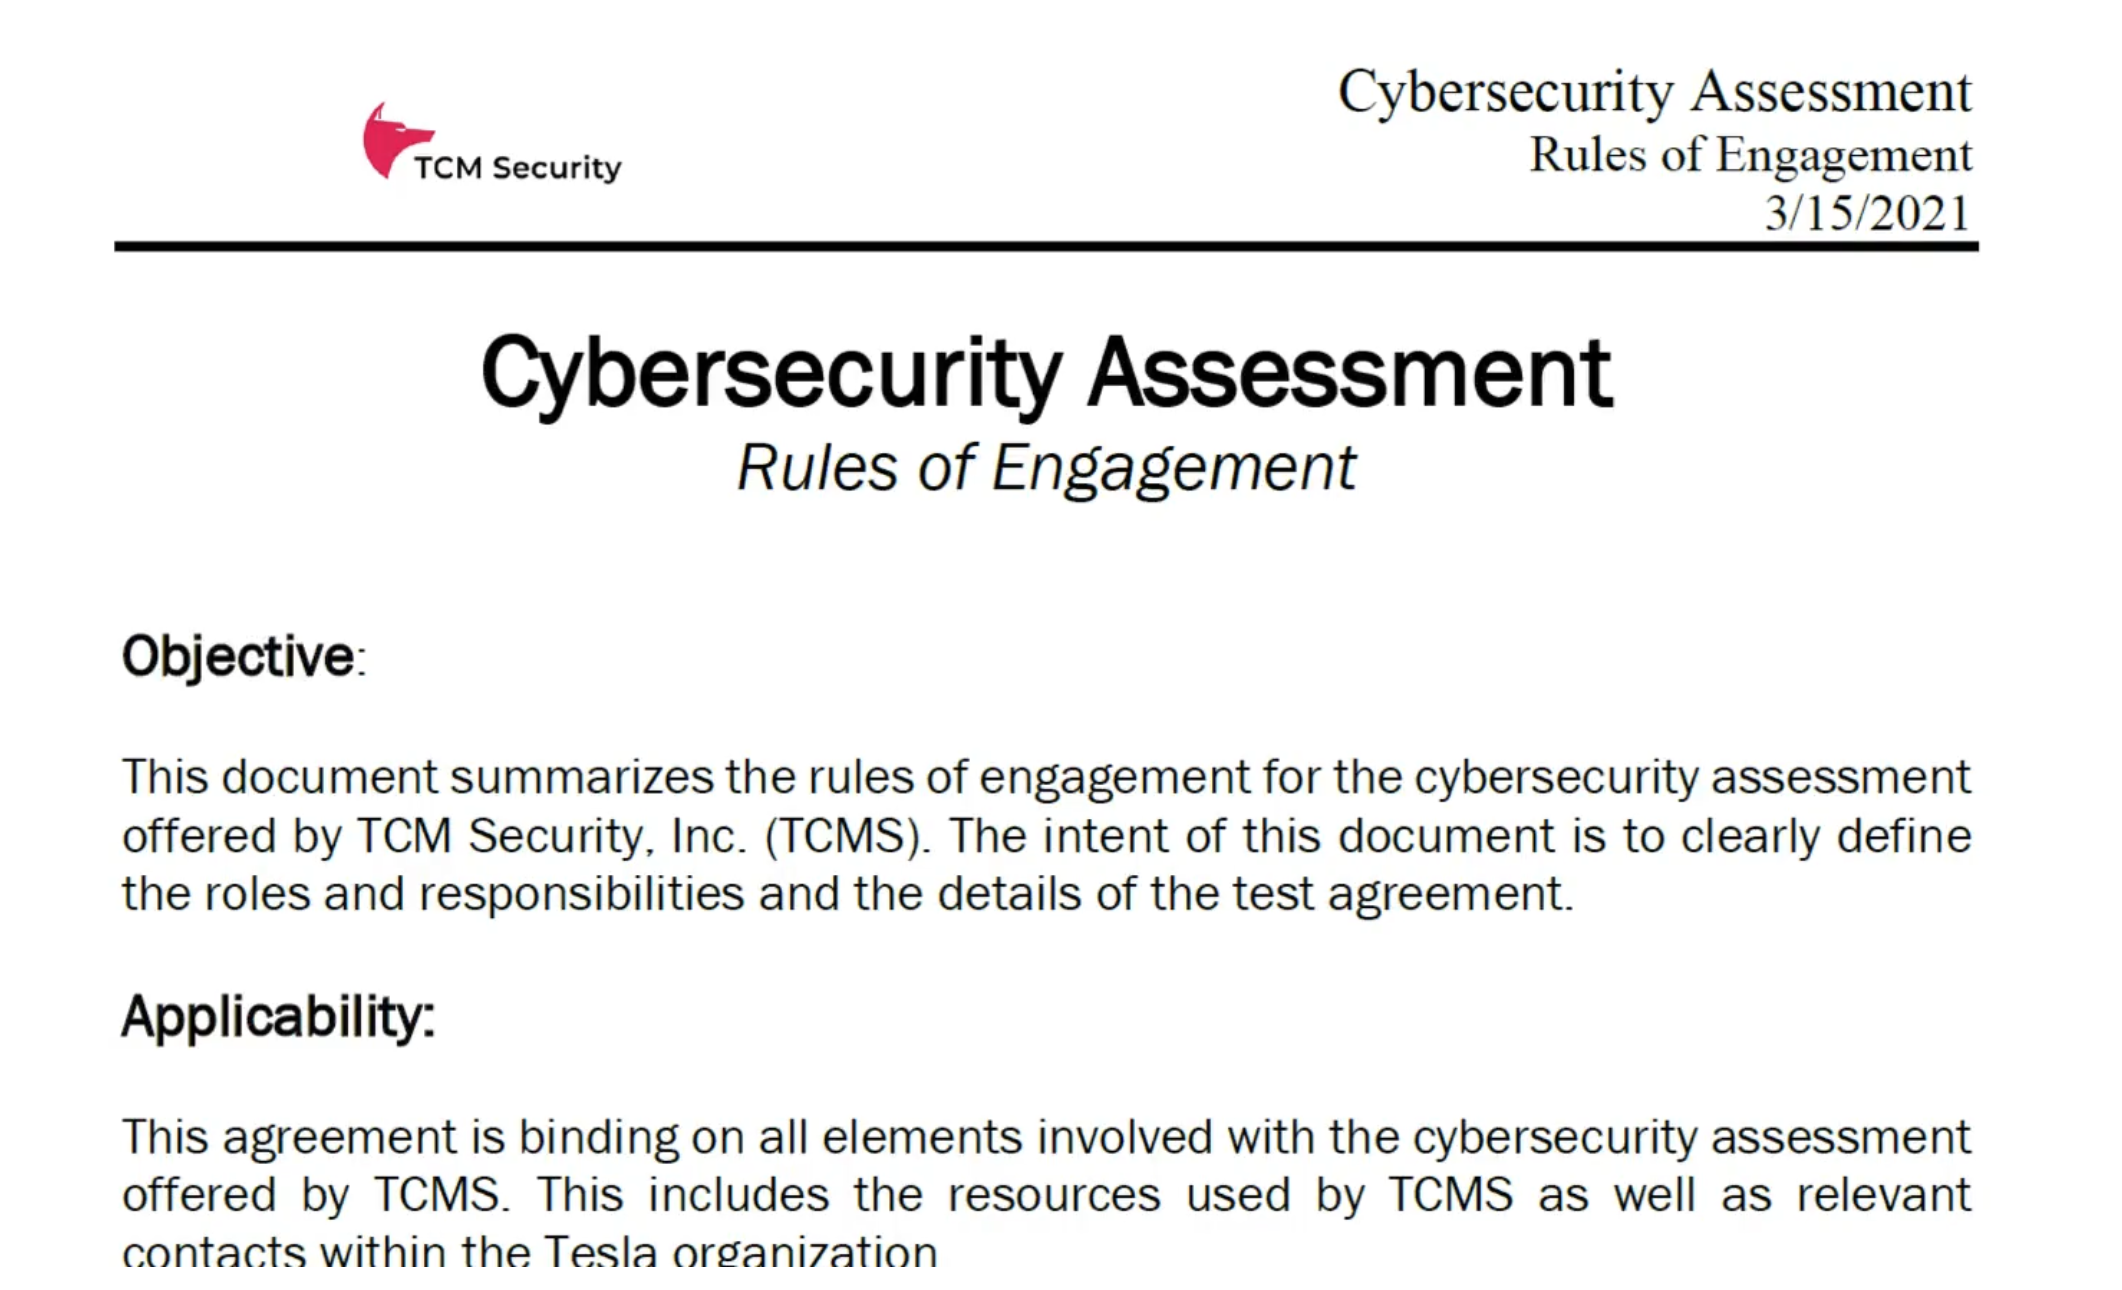 TCM Security
Cybersecurity Assessment
Rules of Engagement
3/15/2021
Cybersecurity Assessment
Rules of Engagement
Objective:
This document summarizes the rules of engagement for the cybersecurity assessment
offered by TCM Security, Inc. (TCMS). The intent of this document is to clearly define
the roles and responsibilities and the details of the test agreement.
Applicability:
This agreement is binding on all elements involved with the cybersecurity assessment
offered by TCMS. This includes the resources used by TCMS as well as relevant
contacts within the Tesla organization